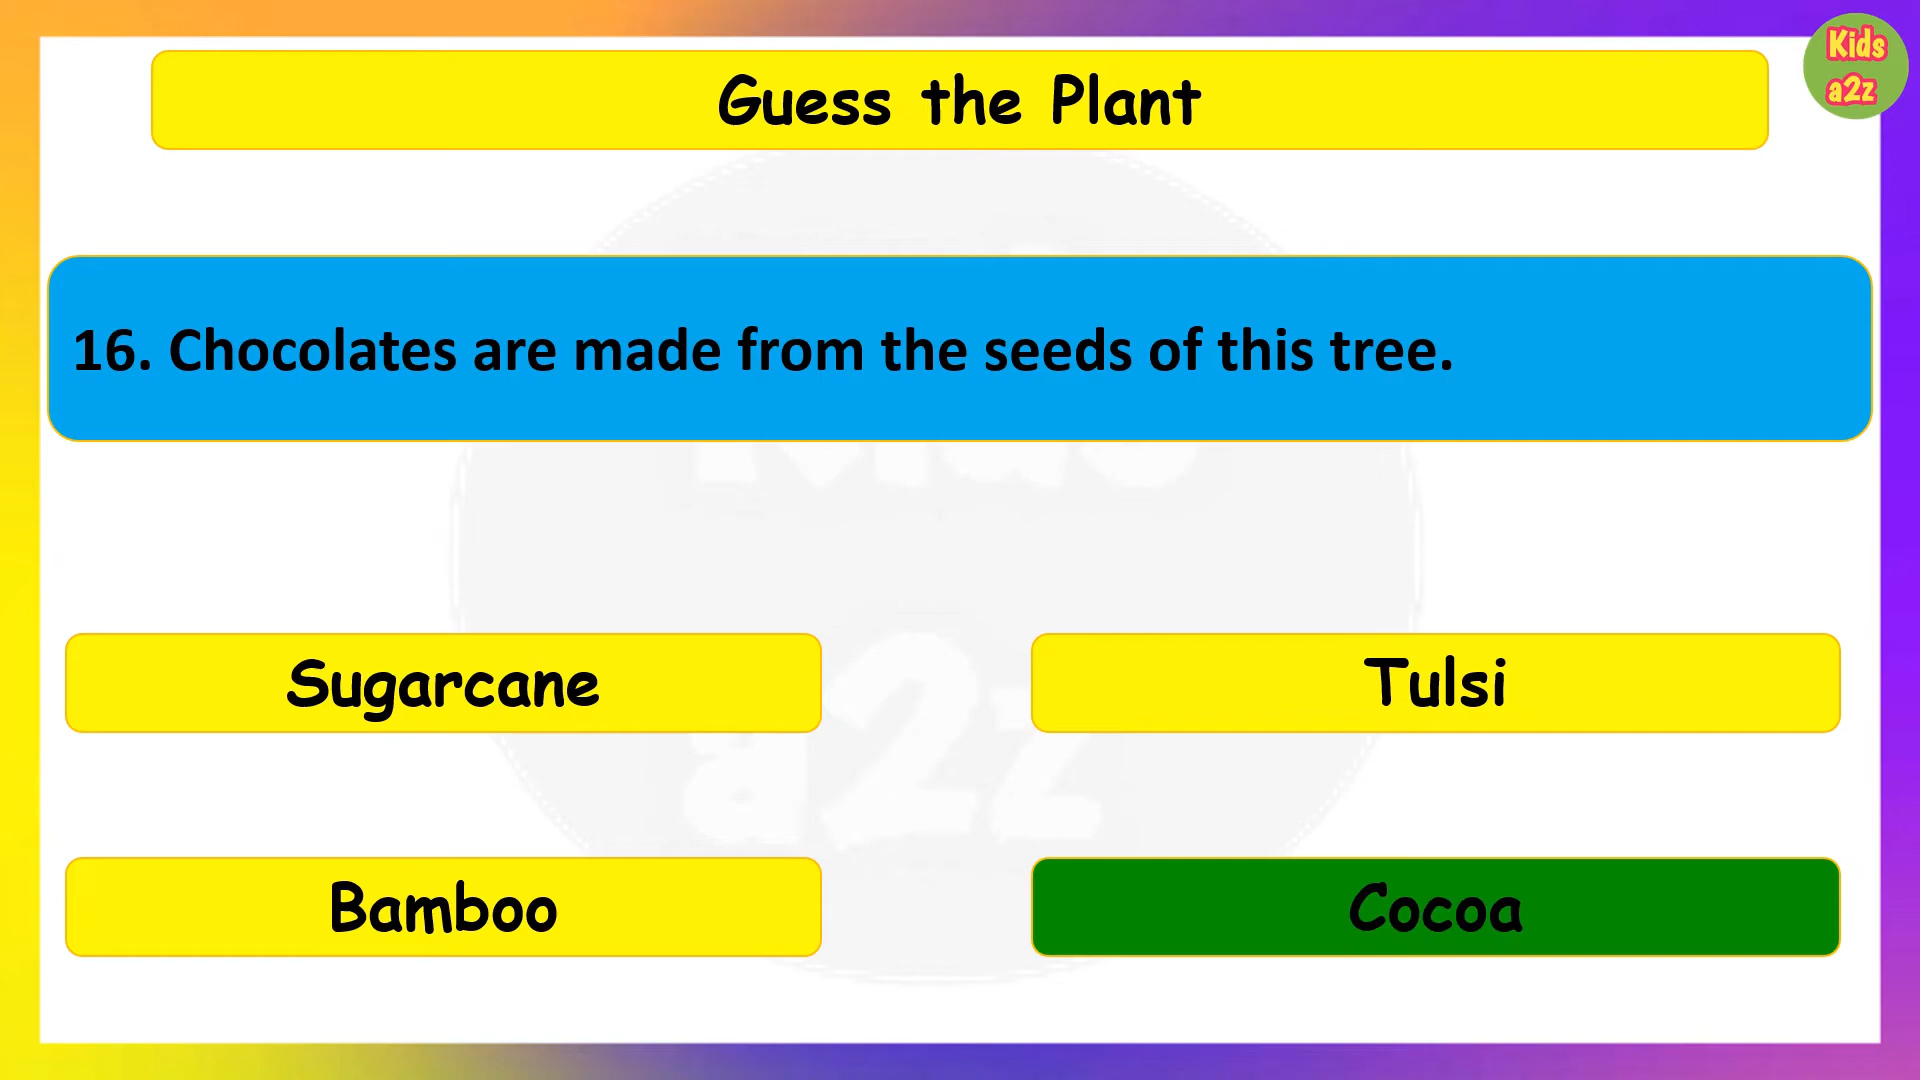 Kids
a2z
Guess the Plant
16. Chocolates are made from the seeds of this tree.
Sugarcane
Tulsi
Bamboo
Cocoa
a2z